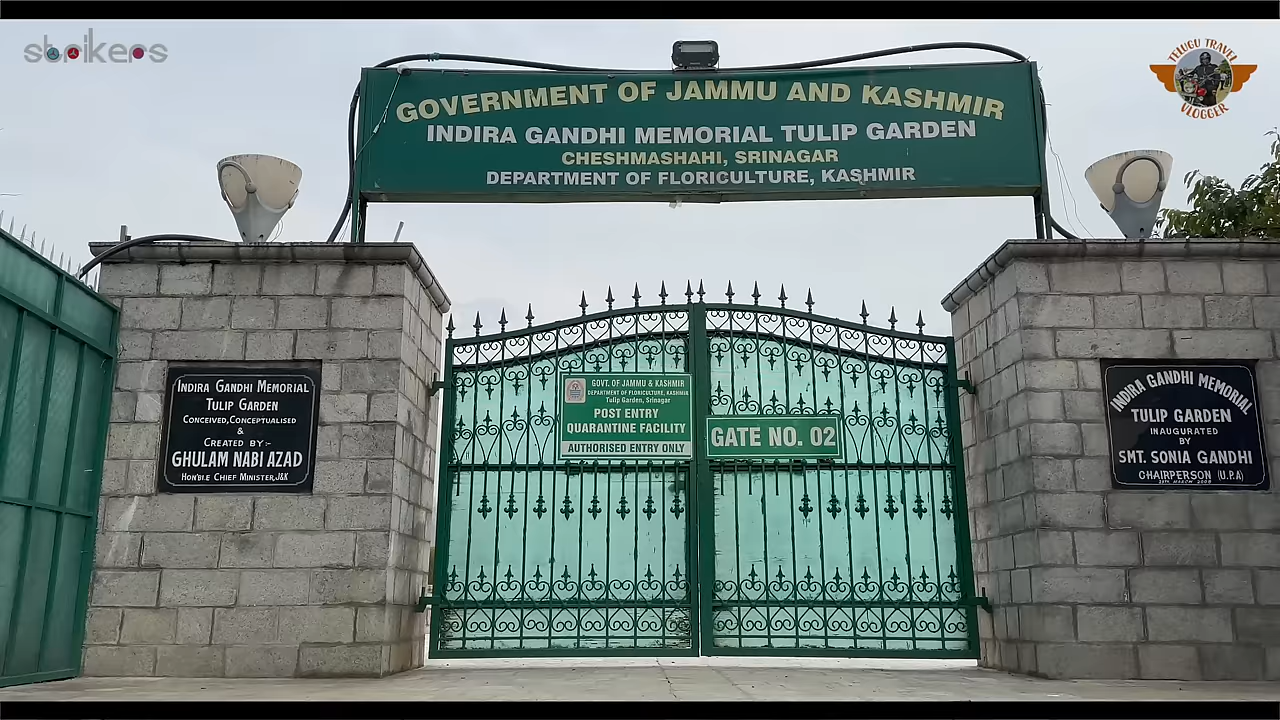 strikers
TELUGU TRAVEL
VLOGGER
GOVERNMENT OF JAMMU AND KASHMIR
INDIRA GANDHI MEMORIAL TULIP GARDEN
CHESHMASHAHI, SRINAGAR
DEPARTMENT OF FLORICULTURE, KASHMIR
INDIRA GANDHI MEMORIAL
TULIP GARDEN
CONCEIVED, CONCEPTUALISED
&
CREATED BY:-
GHULAM NABI AZAD
HON'BLE CHIEF MINISTER, J&K
GOVT. OF JAMMU & KASHMIR
DEPARTMENT OF FLORICULTURE, KASHMIR
Tulip Garden, Srinagar
POST ENTRY
QUARANTINE FACILITY
AUTHORISED ENTRY ONLY
GATE NO. 02
INDIRA GANDHI MEMORIAL
TULIP GARDEN
INAUGURATED
BY
SMT. SONIA GANDHI
CHAIRPERSON (U.P.A)
MARCH 2008